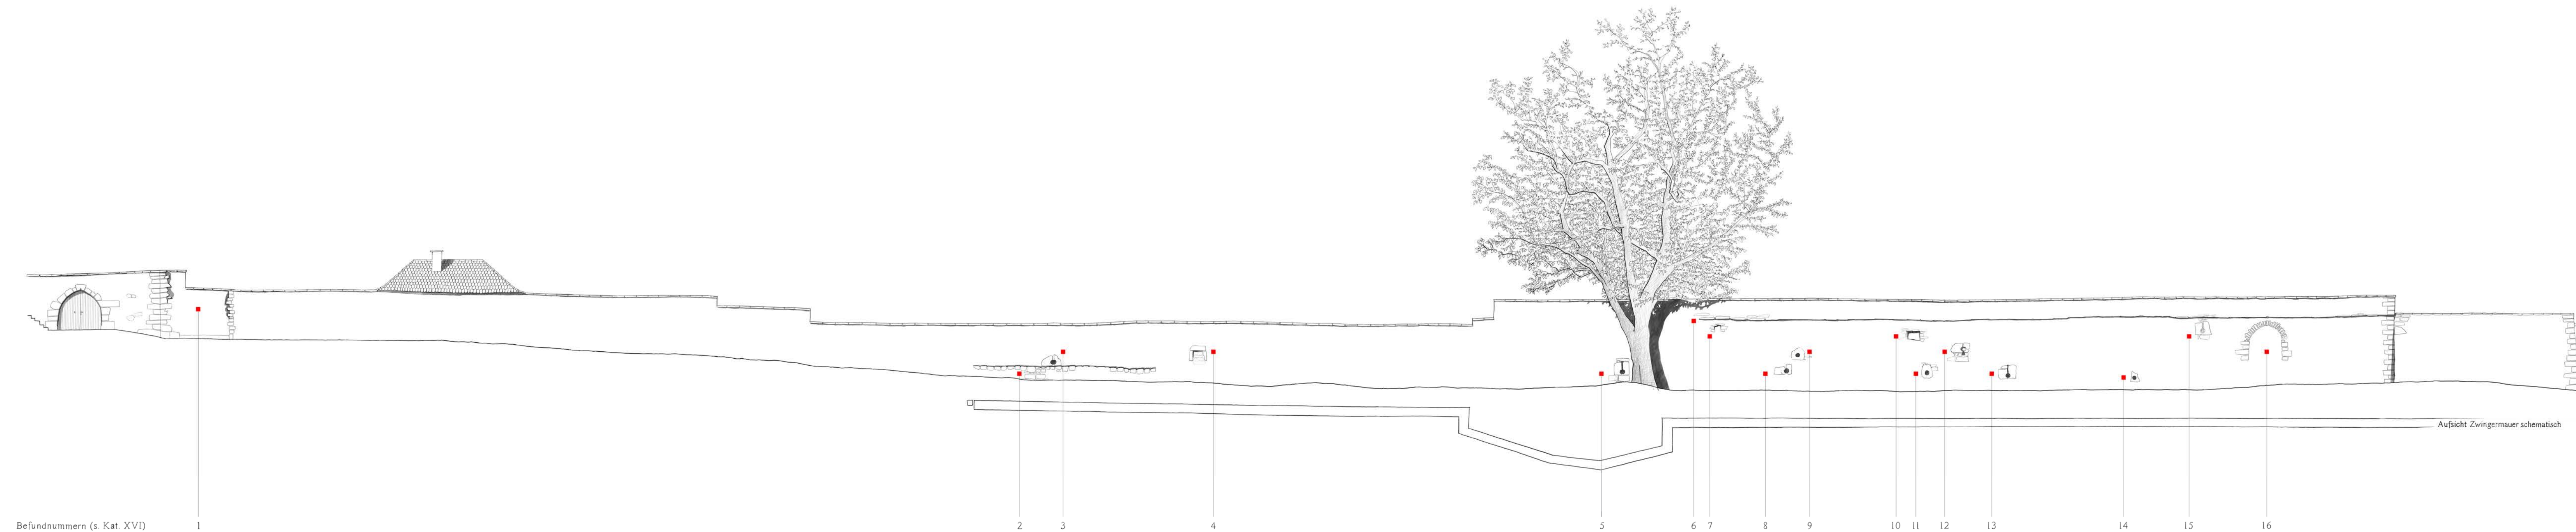 Aufsicht Zwingermauer schematisch
Befundnummern (s. Kat. XVI) 1 2 3 4 5 6 7 8 9 10 11 12 13 14 15 16